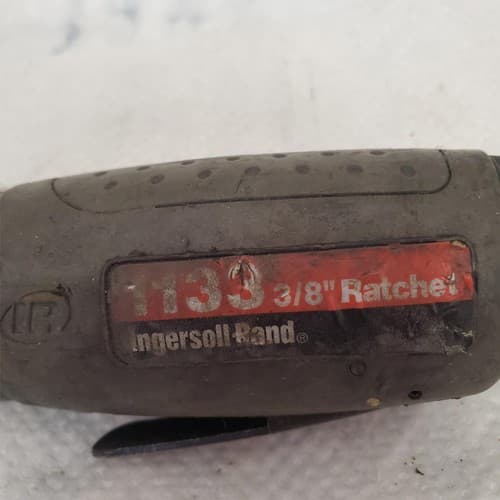 1133 3/8" Ratchet
Ingersoll-Rand®
IR